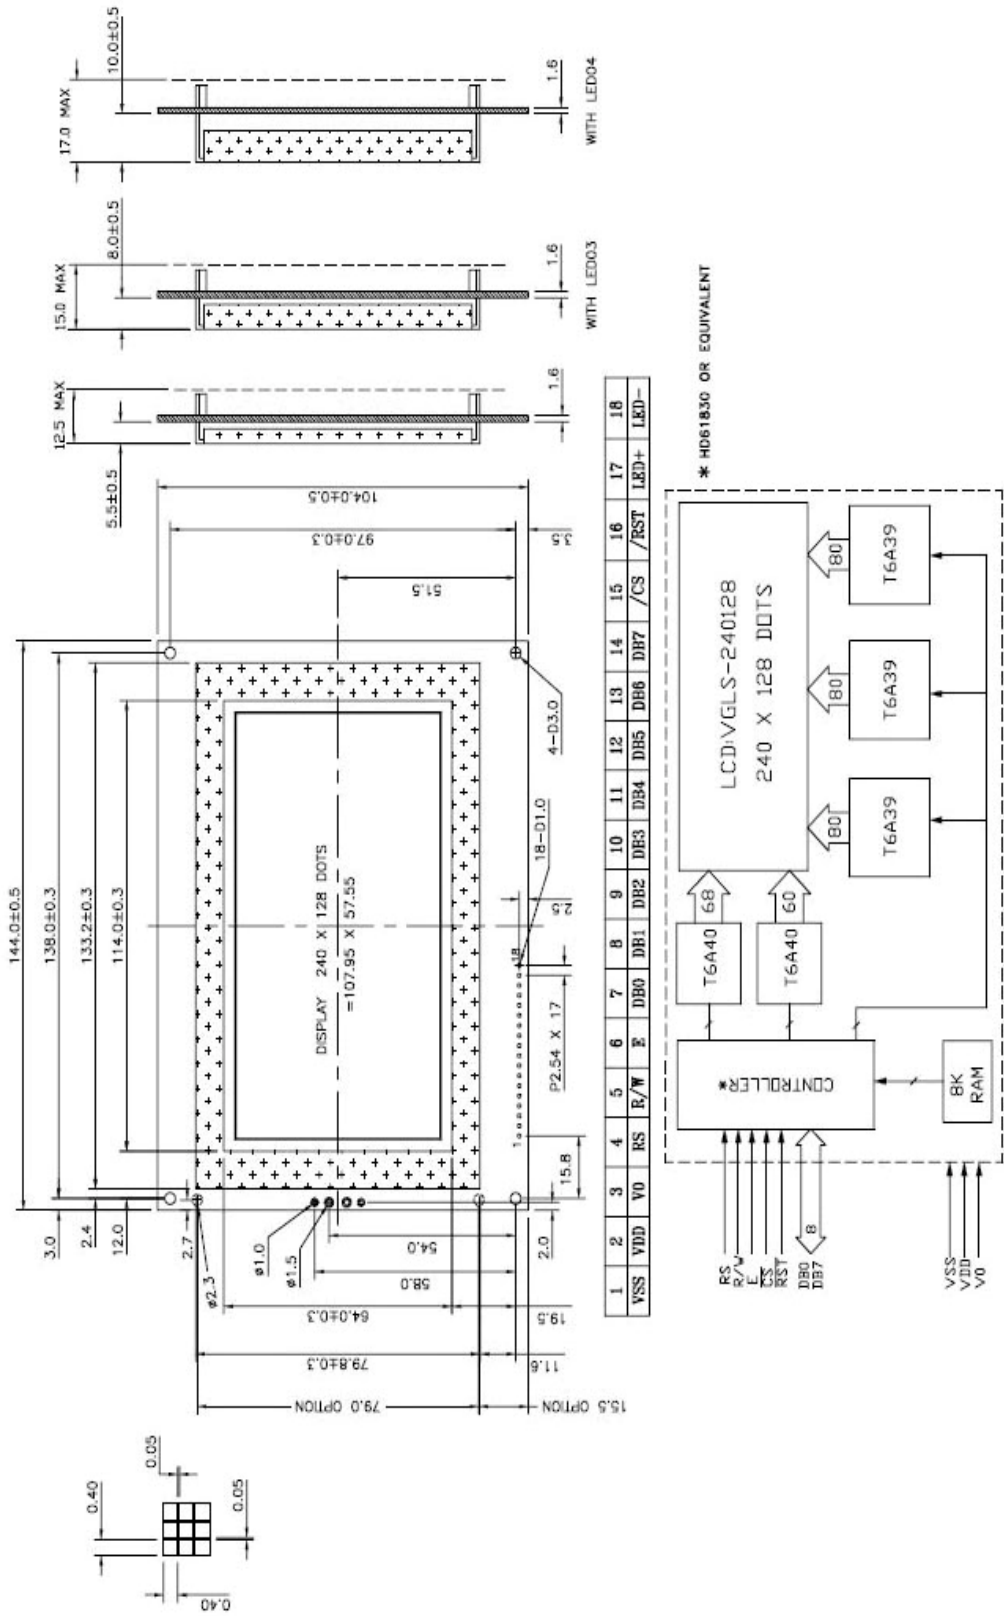 144.0±0.5
138.0±0.3
133.2±0.3
114.0±0.3
3.0
2.4
12.0
2.7
ø2.3
ø1.0
ø1.5
DISPLAY 240 X 128 DOTS
=107.95 X 57.55
54.0
58.0
64.0±0.3
79.8±0.3
79.0 OPTION
19.5
11.6
15.5 OPTION
2.0
15.8
1
18
P2.54 X 17
2.5
18-D1.0
4-D3.0
51.5
97.0±0.3
104.0±0.5
3.5
0.40
0.05
0.05
0.40
12.5 MAX
5.5±0.5
1.6
15.0 MAX
8.0±0.5
1.6
WITH LED03
17.0 MAX
10.0±0.5
1.6
WITH LED04
1 2 3 4 5 6 7 8 9 10 11 12 13 14 15 16 17 18
VSS VDD V0 RS R/W E DB0 DB1 DB2 DB3 DB4 DB5 DB6 DB7 /CS /RST LED+ LED-
RS
R/W
E
CS
RST
DB0
DB7
8
VSS
VDD
V0
CONTROLLER*
8K
RAM
T6A40
68
T6A40
60
LCD:VGLS-240128
240 X 128 DOTS
80
80
80
T6A39
T6A39
T6A39
* HD61830 OR EQUIVALENT